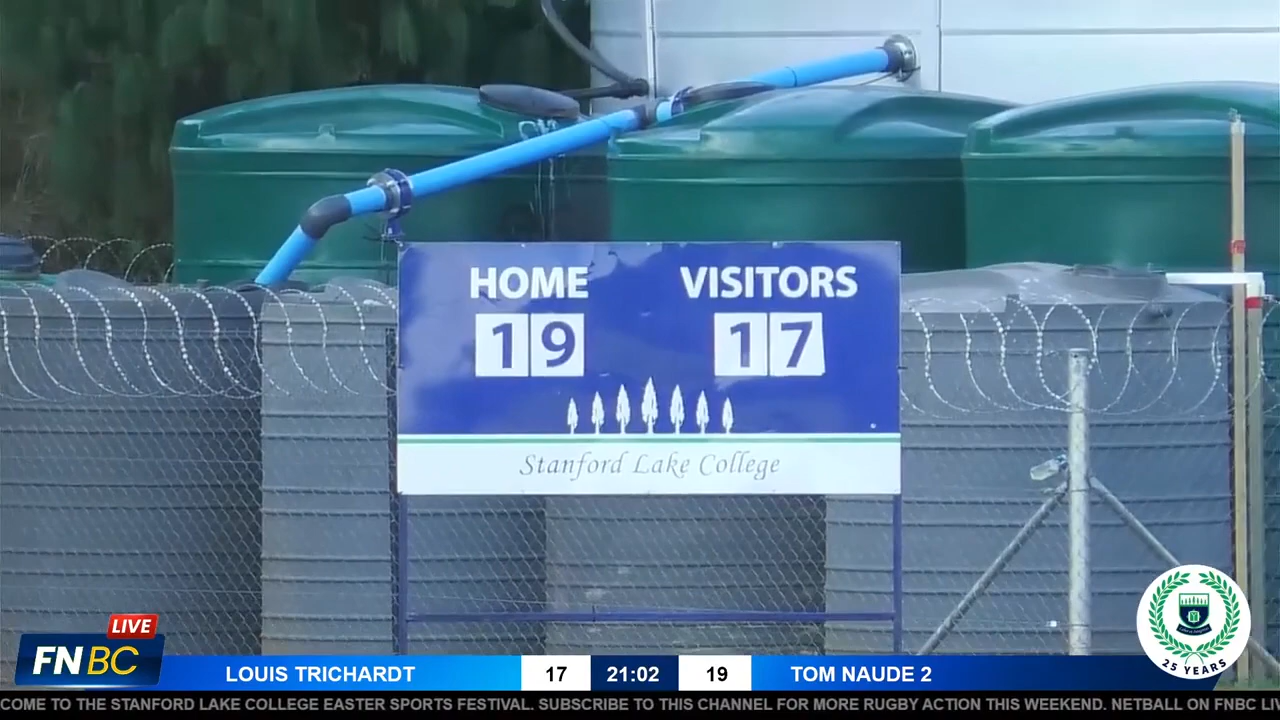 HOME VISITORS
19 17
Stanford Lake College
LIVE
FNBC LOUIS TRICHARDT 17 21:02 19 TOM NAUDE 2
25 YEARS
COME TO THE STANFORD LAKE COLLEGE EASTER SPORTS FESTIVAL. SUBSCRIBE TO THIS CHANNEL FOR MORE RUGBY ACTION THIS WEEKEND. NETBALL ON FNBC LIV